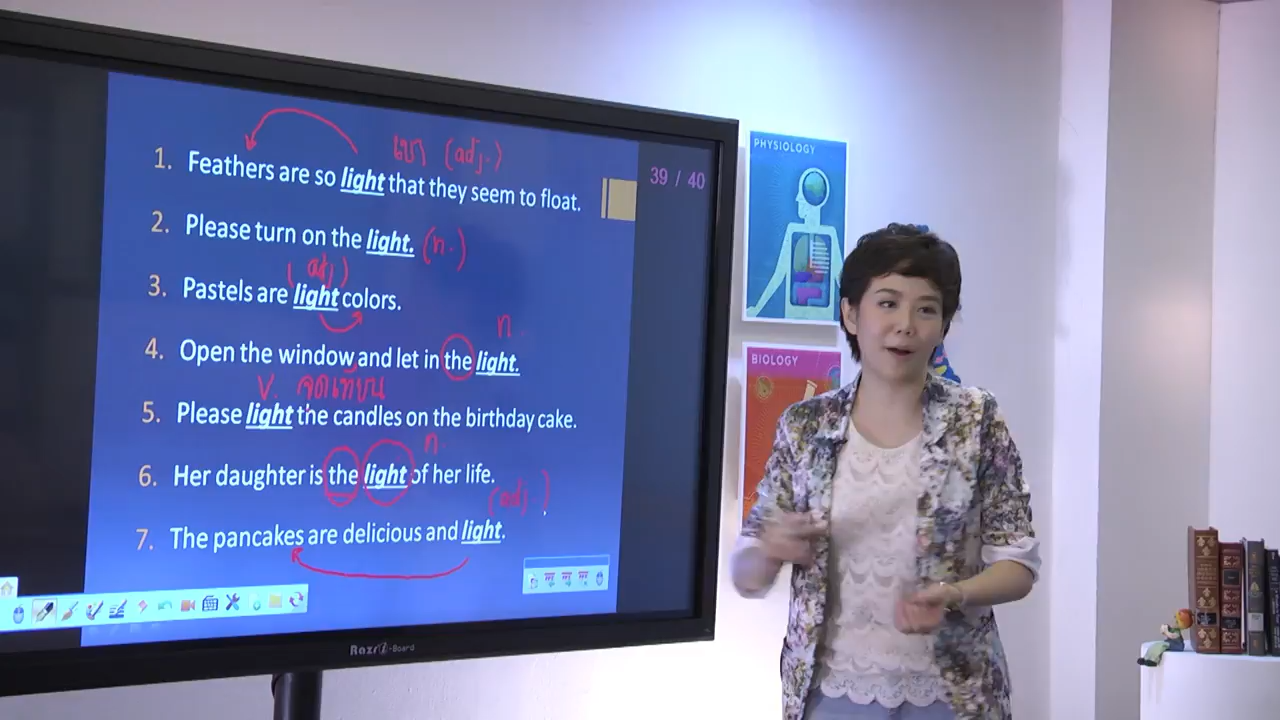 เบา (adj.)
1. Feathers are so light that they seem to float.
39 / 40
2. Please turn on the light. (n.)
(adj)
3. Pastels are light colors.
n.
4. Open the window and let in the light.
v. จุดเทียน
5. Please light the candles on the birthday cake.
n.
6. Her daughter is the light of her life.
(adj.)
7. The pancakes are delicious and light.
Razr i-Board
PHYSIOLOGY
BIOLOGY